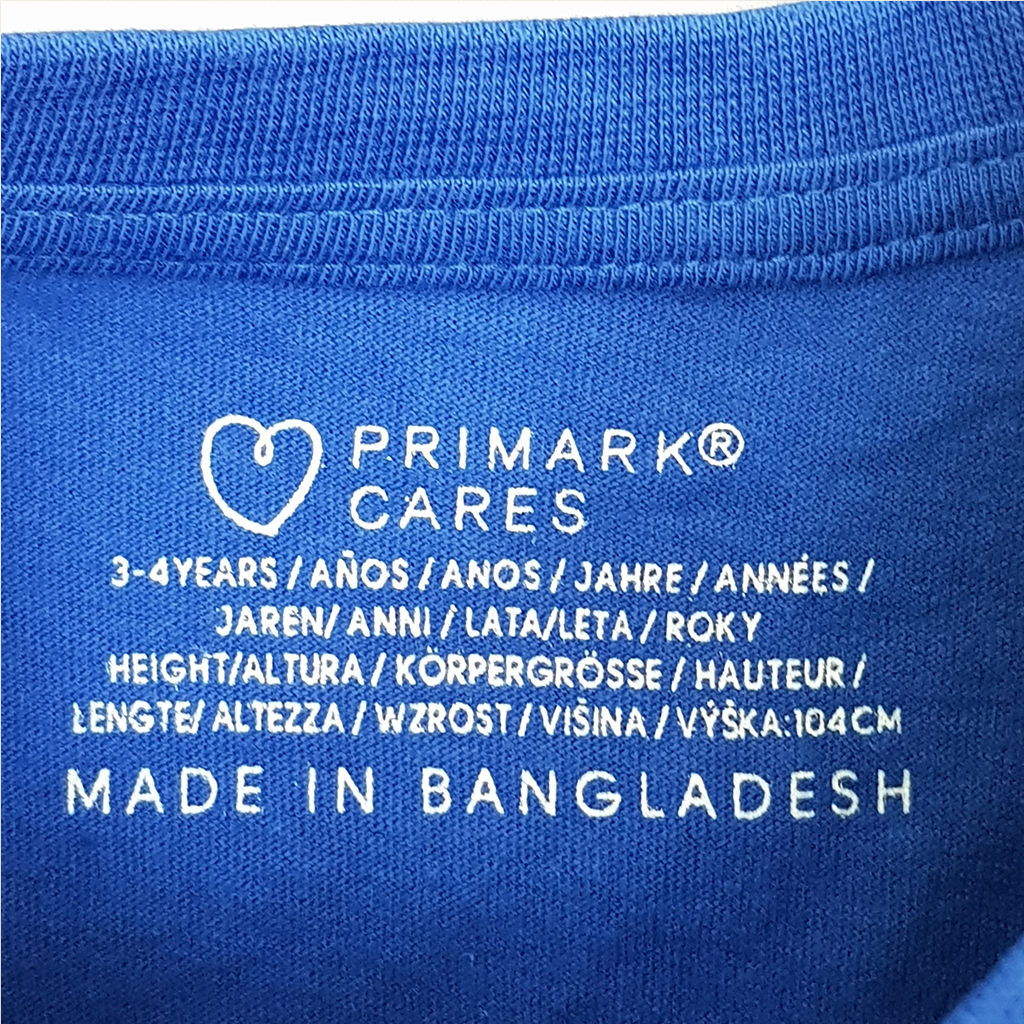 PRIMARK®
CARES
3-4YEARS / AÑOS / ANOS / JAHRE / ANNÉES /
JAREN/ ANNI / LATA/LETA / ROKY
HEIGHT/ALTURA / KÖRPERGRÖSSE / HAUTEUR /
LENGTE/ ALTEZZA / WZROST / VIŠINA / VÝŠKA:104CM
MADE IN BANGLADESH